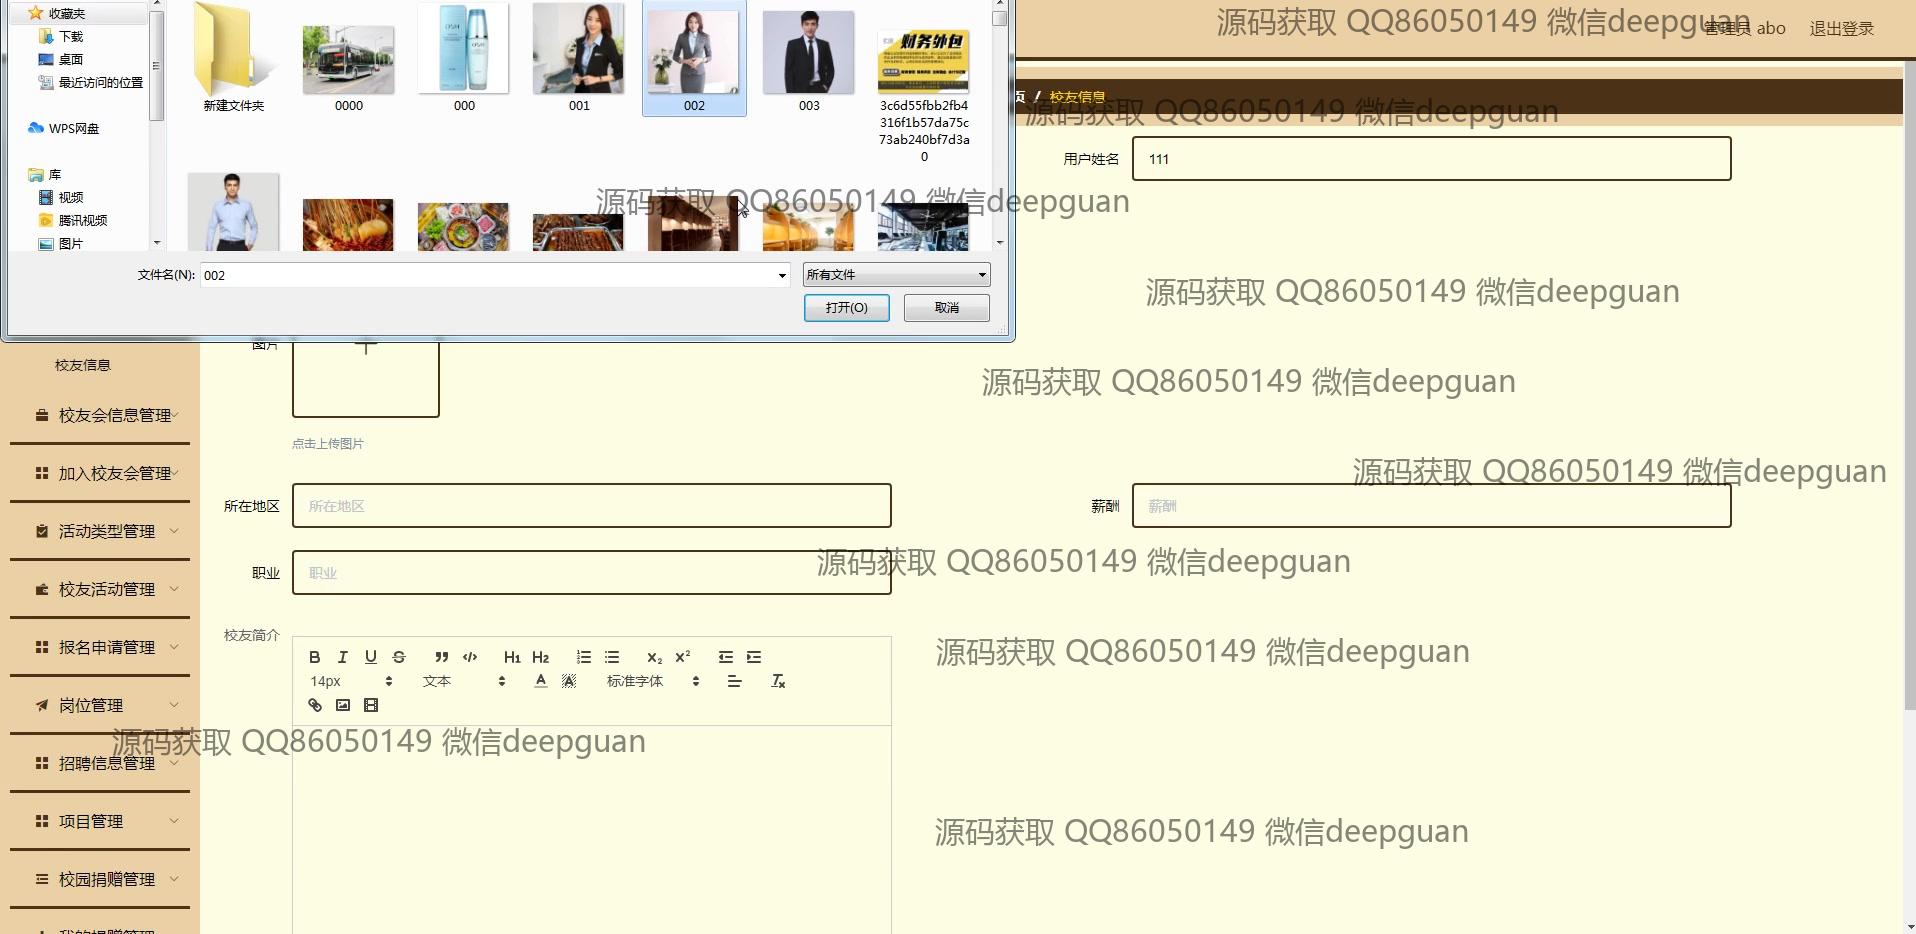 收藏夹
下载
桌面
最近访问的位置
WPS网盘
库
视频
腾讯视频
图片
新建文件夹
0000
000
001
002
003
财务外包
3c6d55fbb2fb4
316f1b57da75c
73ab240bf7d3a
0
文件名(N):
002
所有文件
打开(O)
取消
源码获取 QQ86050149 微信deepguan
管理员 abo
退出登录
页 / 校友信息
源码获取 QQ86050149 微信deepguan
用户姓名
111
源码获取 QQ86050149 微信deepguan
源码获取 QQ86050149 微信deepguan
图片
点击上传图片
源码获取 QQ86050149 微信deepguan
源码获取 QQ86050149 微信deepguan
所在地区
所在地区
薪酬
薪酬
职业
职业
源码获取 QQ86050149 微信deepguan
校友简介
B I U S H1 H2 X2 X2
14px
文本
A A
标准字体
Tx
源码获取 QQ86050149 微信deepguan
源码获取 QQ86050149 微信deepguan
源码获取 QQ86050149 微信deepguan
校友信息
校友会信息管理
加入校友会管理
活动类型管理
校友活动管理
报名申请管理
岗位管理
招聘信息管理
项目管理
校园捐赠管理
我的捐赠管理